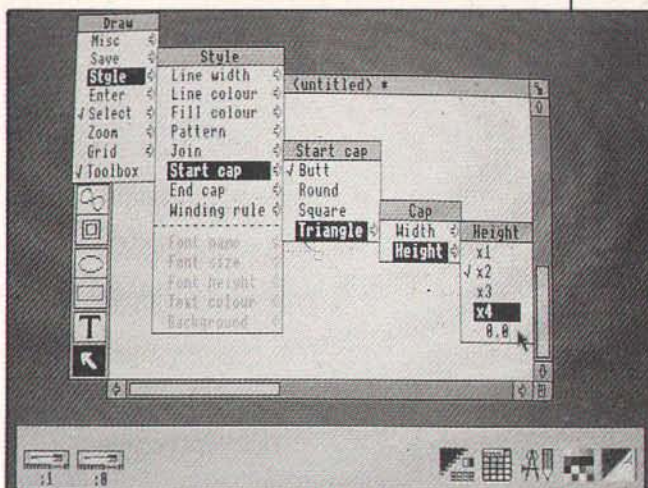 Draw
Misc
Save
Style
Enter
√ Select
Zoom
Grid
√ Toolbox
Style
Line width
Line colour
Fill colour
Pattern
Join
Start cap
End cap
Winding rule
Font name
Font size
Font height
Text colour
Background
<untitled> *
Start cap
√ Butt
Round
Square
Triangle
Cap
Width
Height
Height
x1
√ x2
x3
x4
0.0
T
:1
:0